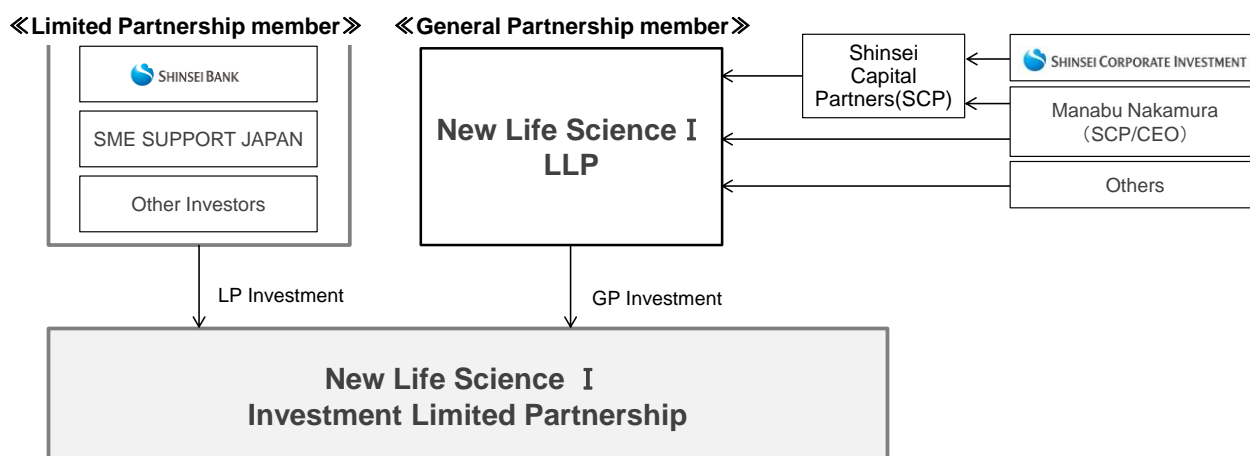 ≪Limited Partnership member≫
SHINSEI BANK
SME SUPPORT JAPAN
Other Investors
≪General Partnership member≫
New Life Science Ⅰ
LLP
Shinsei
Capital
Partners(SCP)
SHINSEI CORPORATE INVESTMENT
Manabu Nakamura
（SCP/CEO）
Others
LP Investment
GP Investment
New Life Science Ⅰ
Investment Limited Partnership